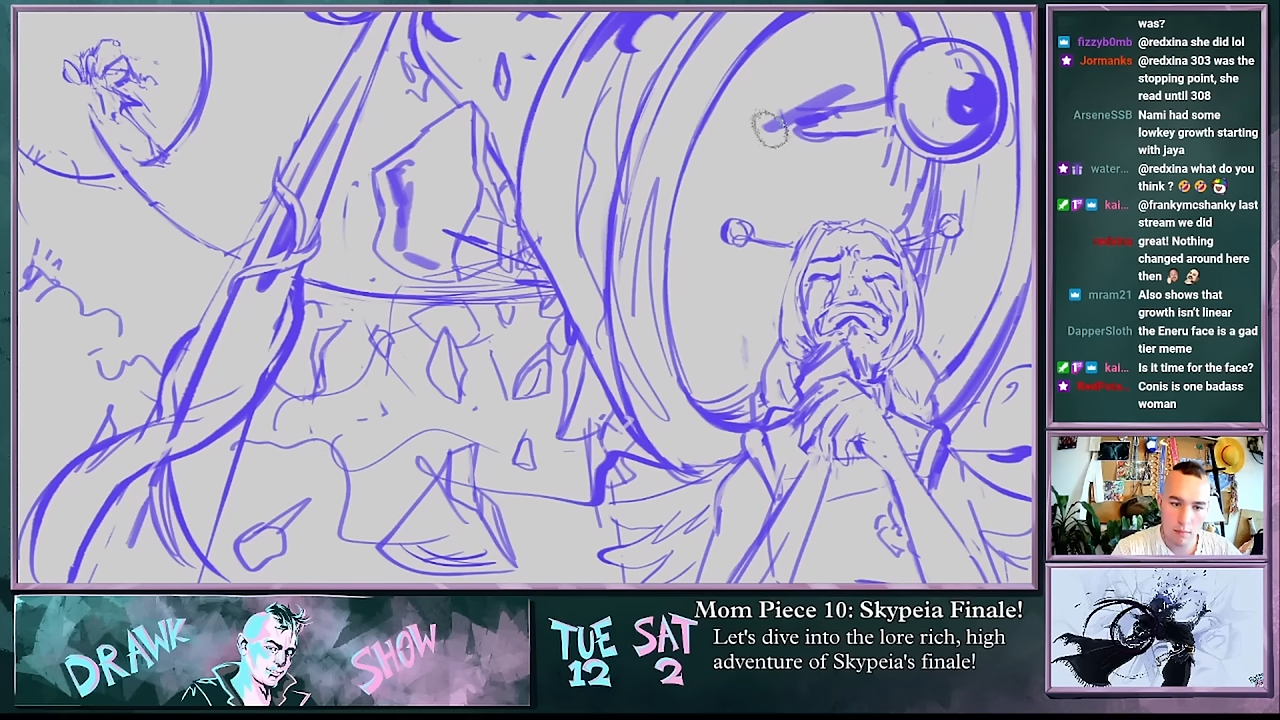 was?
fizzyb0mb @redxina she did lol
Jormanks @redxina 303 was the
stopping point, she
read until 308
ArseneSSB Nami had some
lowkey growth starting
with jaya
water... @redxina what do you
think ? 🤣 🤣
kai... @frankymcshanky last
stream we did
redxina great! Nothing
changed around here
then
mram21 Also shows that
growth isn't linear
DapperSloth the Eneru face is a gad
tier meme
kai... Is it time for the face?
Conis is one badass
woman
DRAWK
SHOW
TUE
12
SAT
2
Mom Piece 10: Skypeia Finale!
Let's dive into the lore rich, high
adventure of Skypeia's finale!